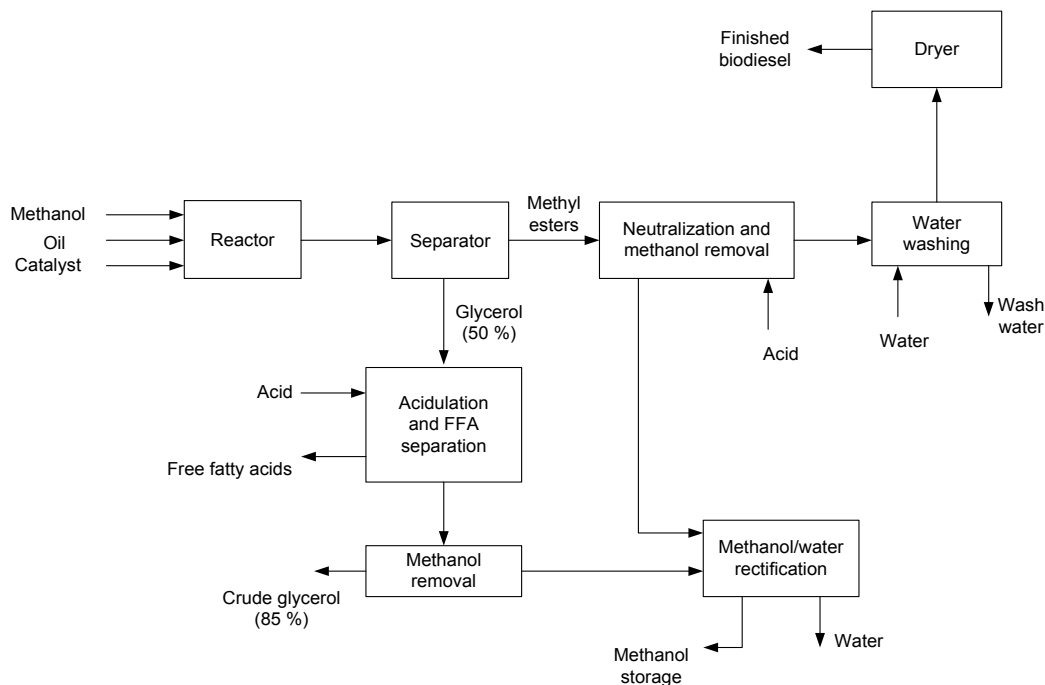 Finished
biodiesel
Dryer
Methanol
Oil
Catalyst
Reactor
Separator
Methyl
esters
Neutralization and
methanol removal
Water
washing
Glycerol
(50 %)
Acid
Water
Wash
water
Acid
Acidulation
and FFA
separation
Free fatty acids
Methanol
removal
Methanol/water
rectification
Crude glycerol
(85 %)
Methanol
storage
Water